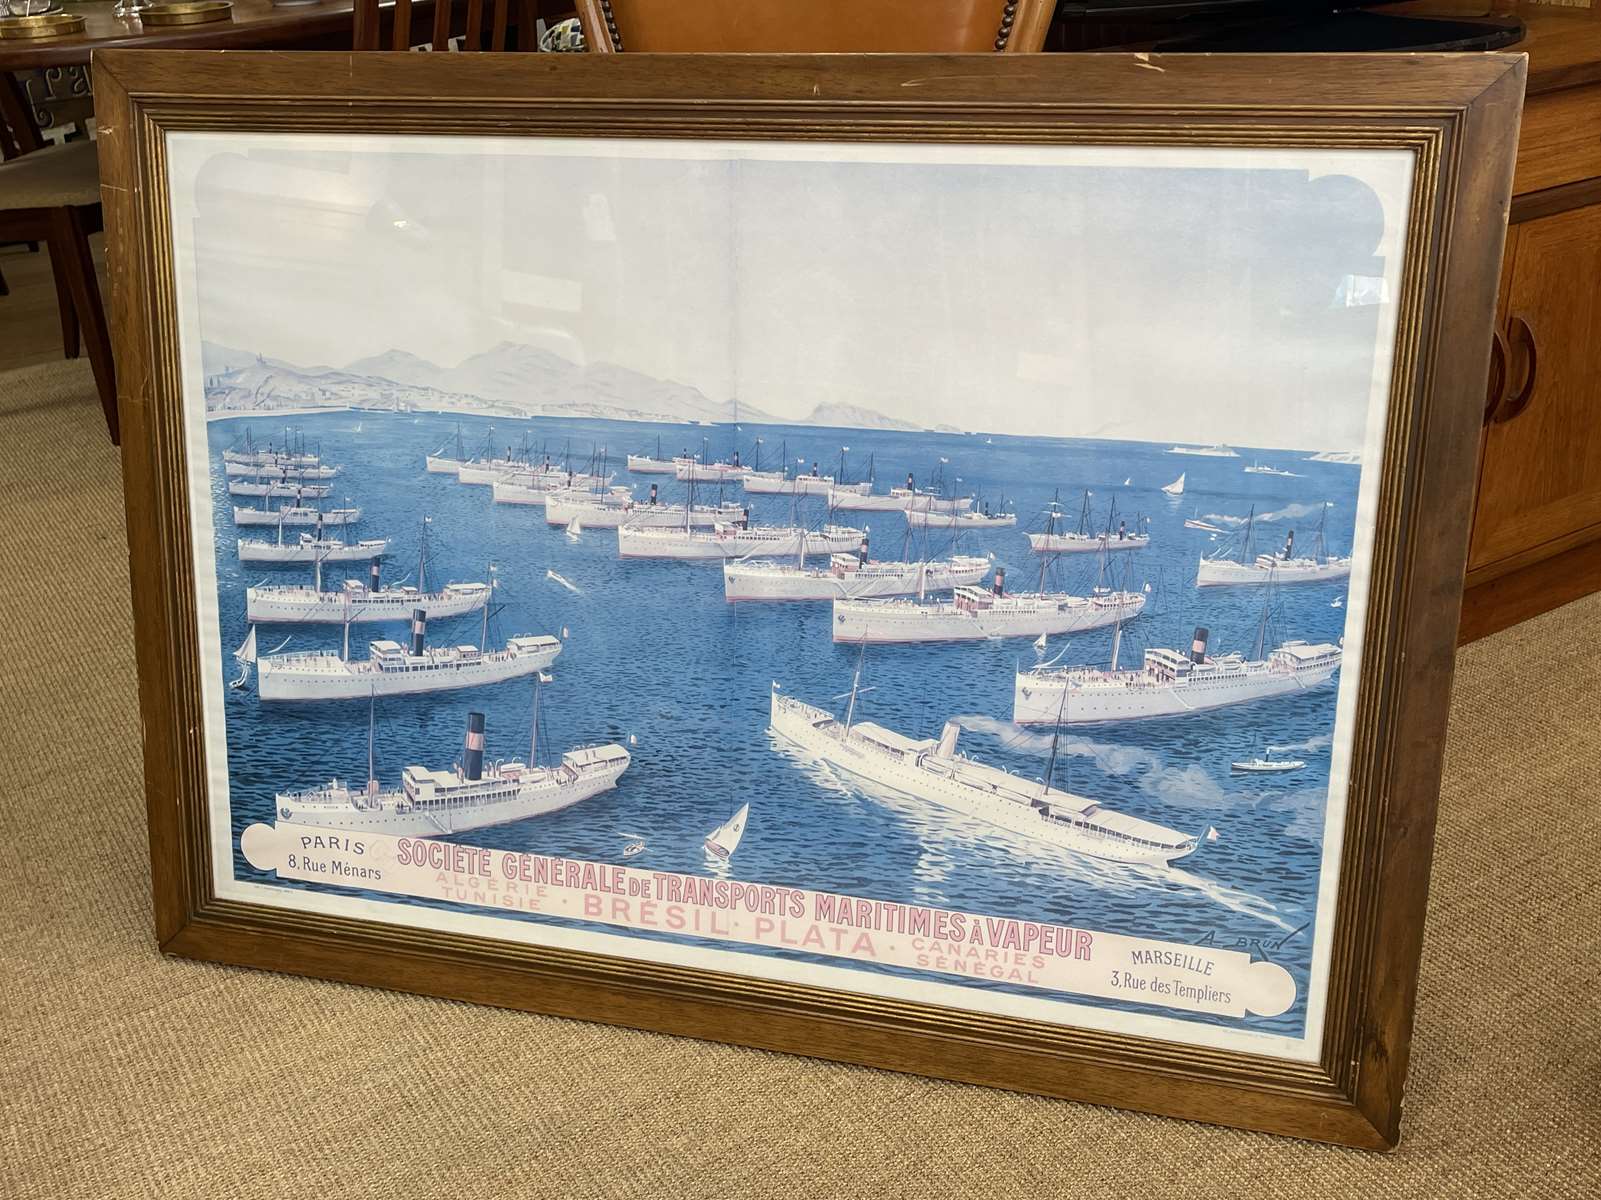 PARIS
8, Rue Ménars
SOCIÉTÉ GÉNÉRALE DE TRANSPORTS MARITIMES À VAPEUR
ALGÉRIE
TUNISIE
· BRÉSIL · PLATA ·
CANARIES
SÉNÉGAL
MARSEILLE
3, Rue des Templiers
A. BRUN